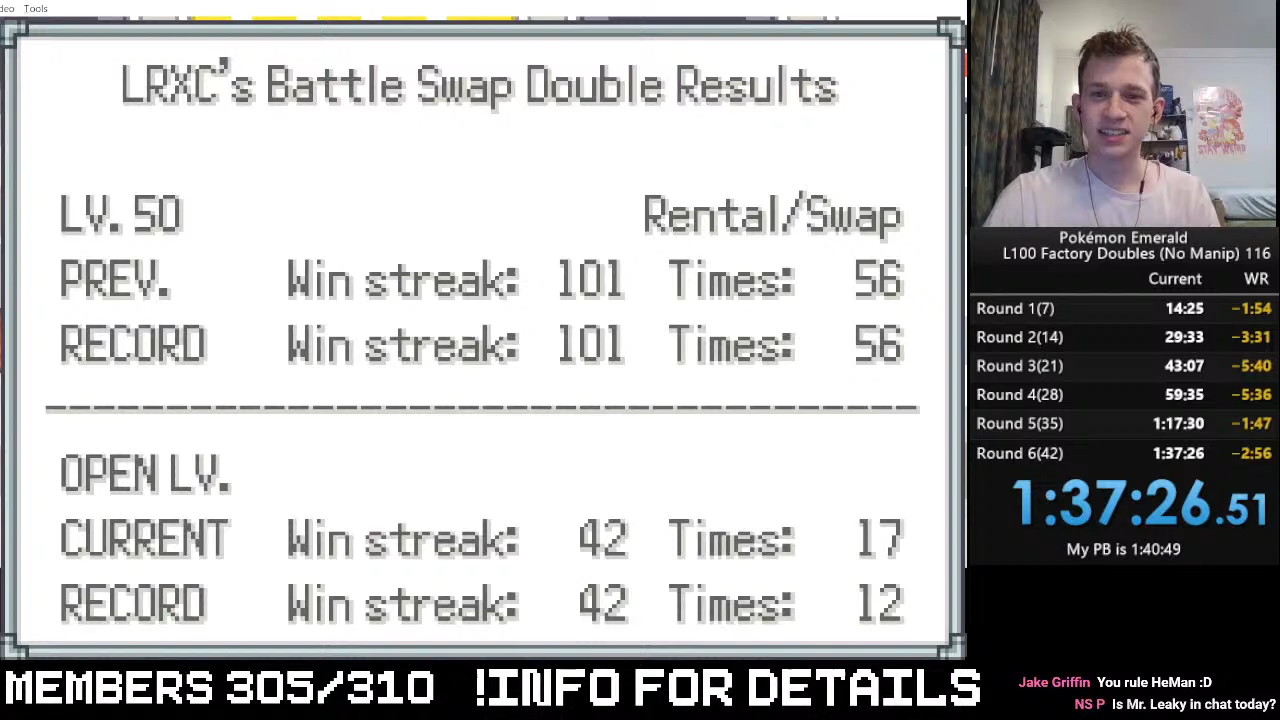 deo Tools
LRXC's Battle Swap Double Results
LV. 50 Rental/Swap
PREV. Win streak: 101 Times: 56
RECORD Win streak: 101 Times: 56
OPEN LV.
CURRENT Win streak: 42 Times: 17
RECORD Win streak: 42 Times: 12
STAY WEIRD
Pokémon Emerald
L100 Factory Doubles (No Manip) 116
Current WR
Round 1(7) 14:25 −1:54
Round 2(14) 29:33 −3:31
Round 3(21) 43:07 −5:40
Round 4(28) 59:35 −5:36
Round 5(35) 1:17:30 −1:47
Round 6(42) 1:37:26 −2:56
1:37:26.51
My PB is 1:40:49
MEMBERS 305/310 !INFO FOR DETAILS
Jake Griffin You rule HeMan :D
NS P Is Mr. Leaky in chat today?